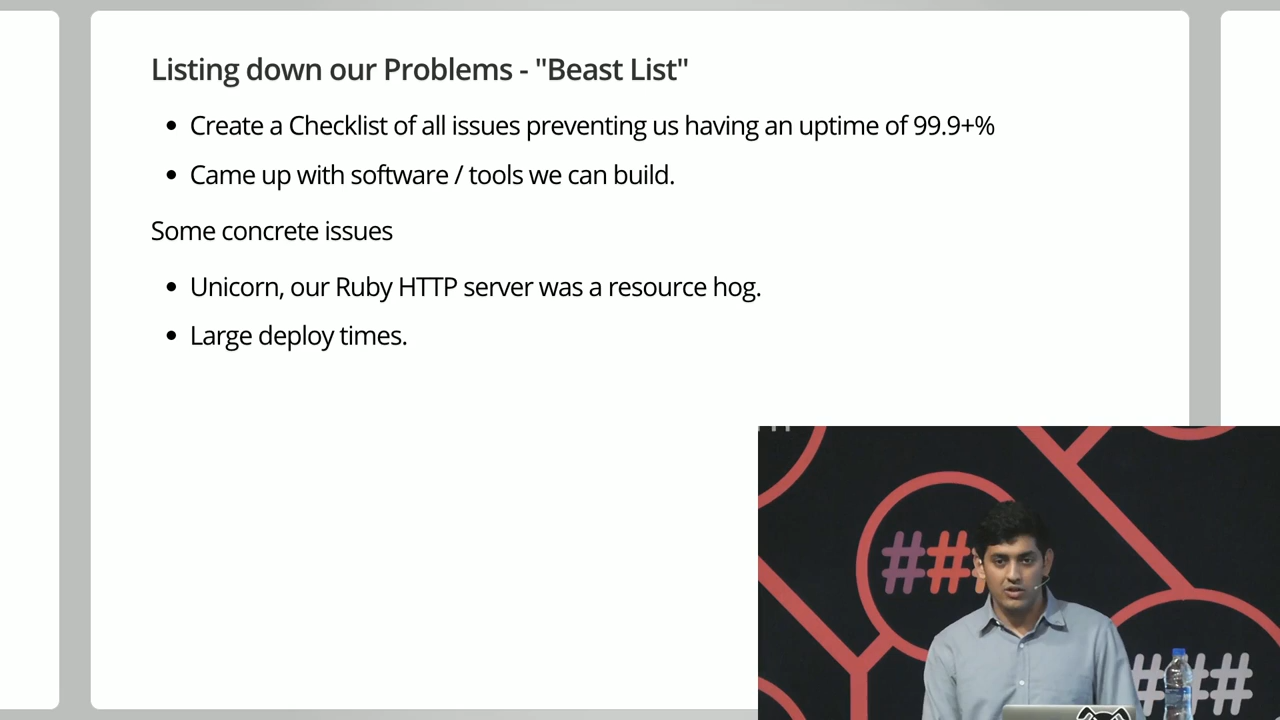 Listing down our Problems - "Beast List"
Create a Checklist of all issues preventing us having an uptime of 99.9+%
Came up with software / tools we can build.
Some concrete issues
Unicorn, our Ruby HTTP server was a resource hog.
Large deploy times.
##
###